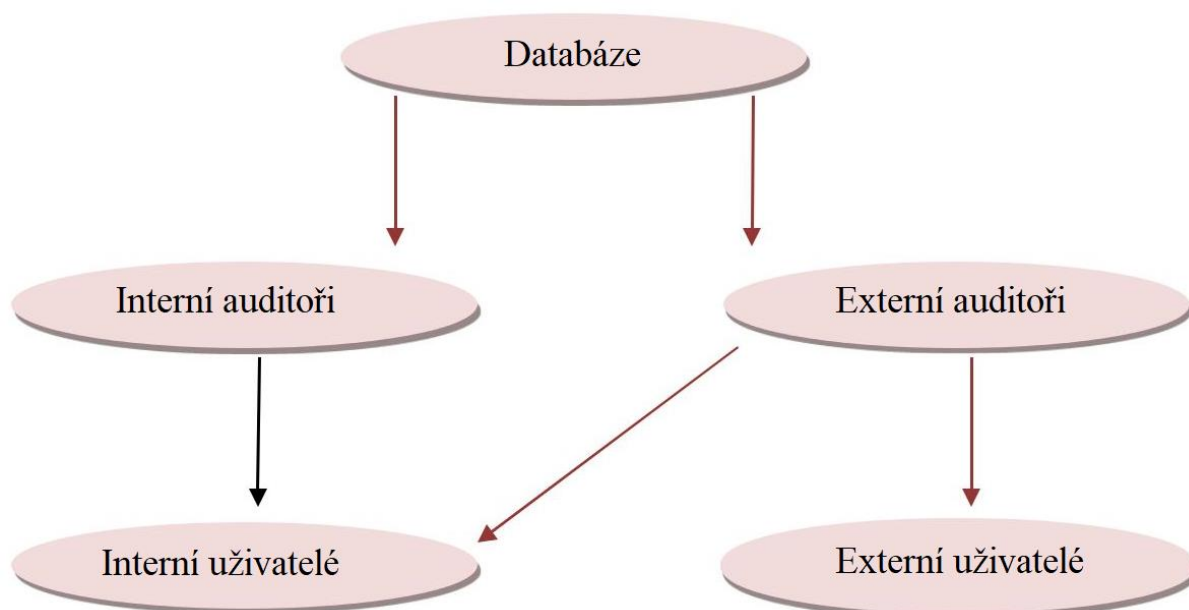 Databáze
Interní auditoři
Externí auditoři
Interní uživatelé
Externí uživatelé